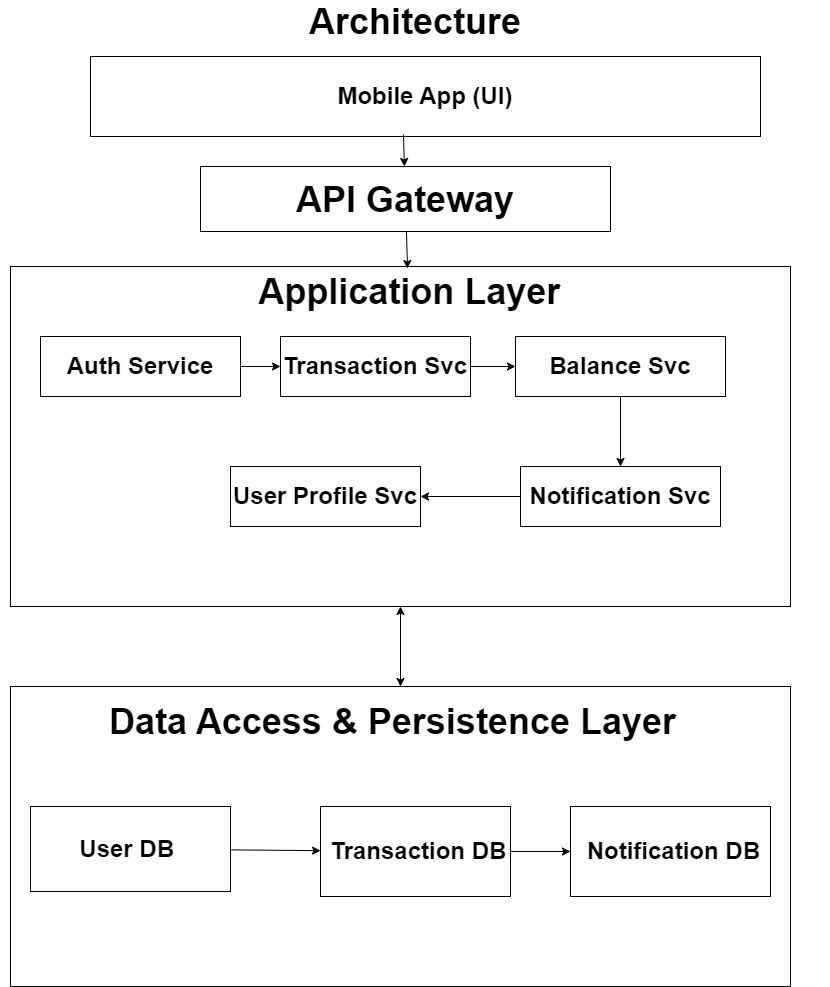 Architecture
Mobile App (UI)
API Gateway
Application Layer
Auth Service
Transaction Svc
Balance Svc
User Profile Svc
Notification Svc
Data Access & Persistence Layer
User DB
Transaction DB
Notification DB